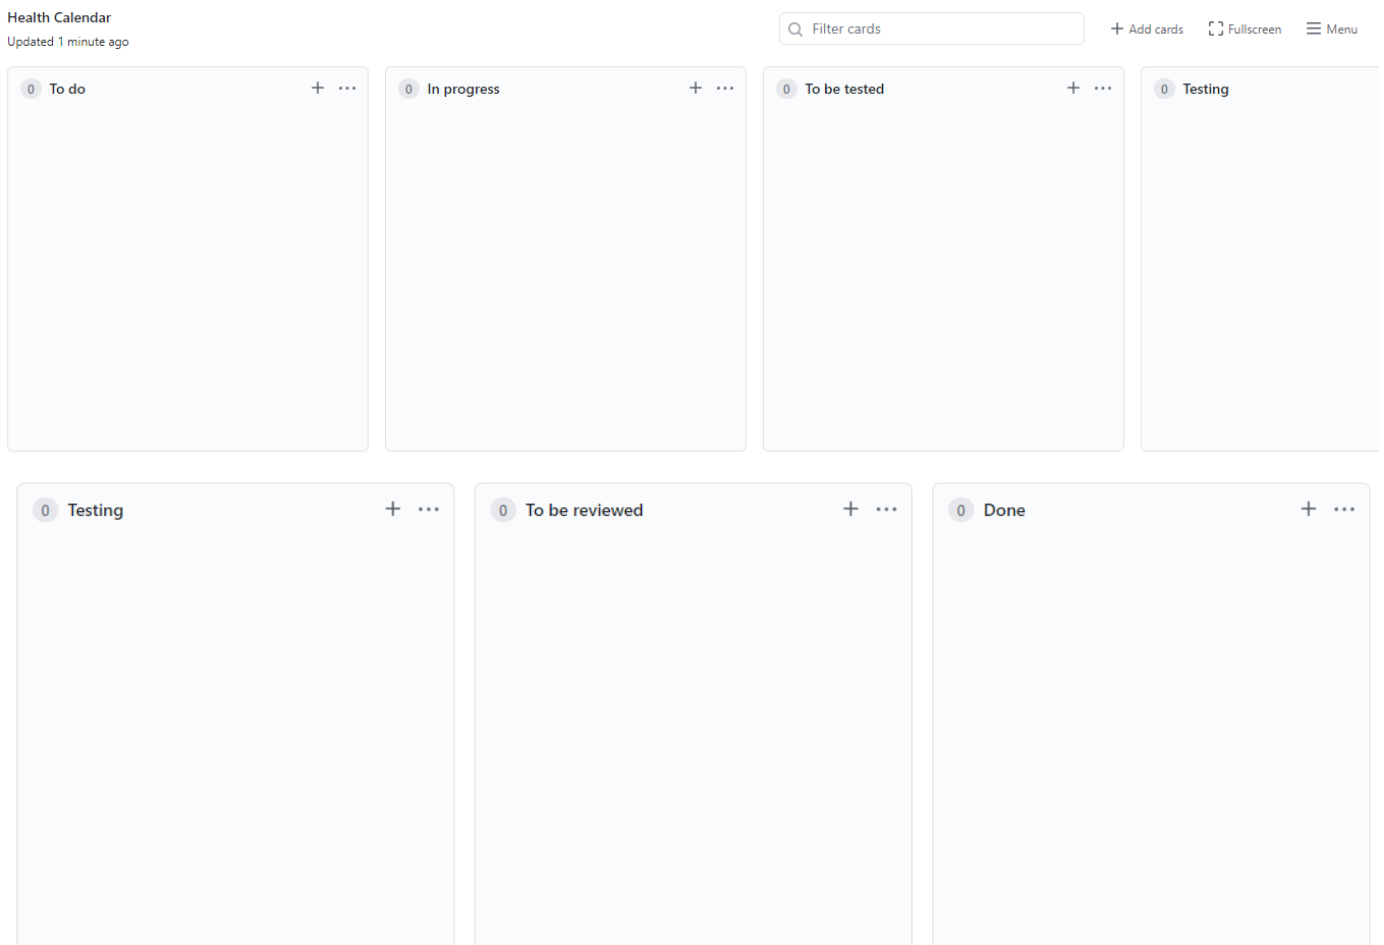 Health Calendar
Updated 1 minute ago
Filter cards
Add cards
Fullscreen
Menu
0 To do
0 In progress
0 To be tested
0 Testing
0 Testing
0 To be reviewed
0 Done